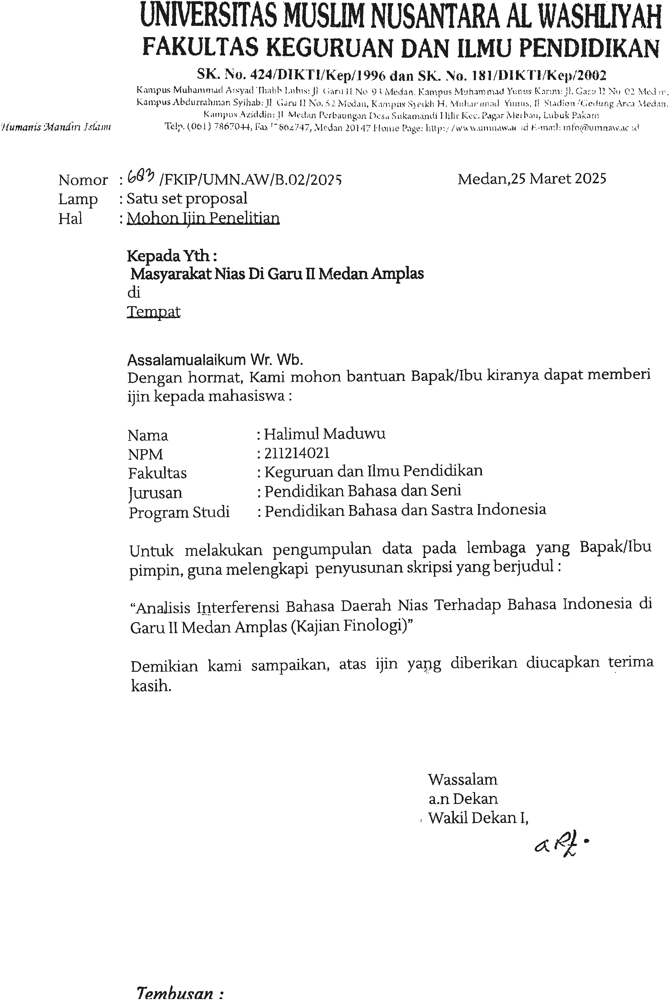 UNIVERSITAS MUSLIM NUSANTARA AL WASHLIYAH
FAKULTAS KEGURUAN DAN ILMU PENDIDIKAN
SK. No. 424/DIKTI/Kep/1996 dan SK. No. 181/DIKTI/Kep/2002
Kampus Muhammad Arsyad Thalib Lubis: Jl Garu II No 93 Medan, Kampus Muhammad Yunus Karim: Jl. Garu II No 02 Medan,
Kampus Abdurrahman Syihab: Jl Garu II No. 52 Medan, Kampus Syeikh H. Muhammad Yunus, Jl Stadion/Gedung Arca Medan,
Kampus Aziddin: Jl Medan Perbaungan Desa Sukamandi Hilir Kec. Pagar Merbau, Lubuk Pakam
Humanis Mandiri Islami
Telp. (061) 7867044, Fax 7862747, Medan 20147 Home Page: http://www.umnaw.ac.id E-mail: info@umnaw.ac.id
Nomor : 683 /FKIP/UMN.AW/B.02/2025 Medan,25 Maret 2025
Lamp : Satu set proposal
Hal : Mohon Ijin Penelitian
Kepada Yth :
Masyarakat Nias Di Garu II Medan Amplas
di
Tempat
Assalamualaikum Wr. Wb.
Dengan hormat, Kami mohon bantuan Bapak/Ibu kiranya dapat memberi
ijin kepada mahasiswa :
Nama : Halimul Maduwu
NPM : 211214021
Fakultas : Keguruan dan Ilmu Pendidikan
Jurusan : Pendidikan Bahasa dan Seni
Program Studi : Pendidikan Bahasa dan Sastra Indonesia
Untuk melakukan pengumpulan data pada lembaga yang Bapak/Ibu
pimpin, guna melengkapi penyusunan skripsi yang berjudul :
“Analisis Interferensi Bahasa Daerah Nias Terhadap Bahasa Indonesia di
Garu II Medan Amplas (Kajian Finologi)”
Demikian kami sampaikan, atas ijin yang diberikan diucapkan terima
kasih.
Wassalam
a.n Dekan
Wakil Dekan I,
Tembusan :